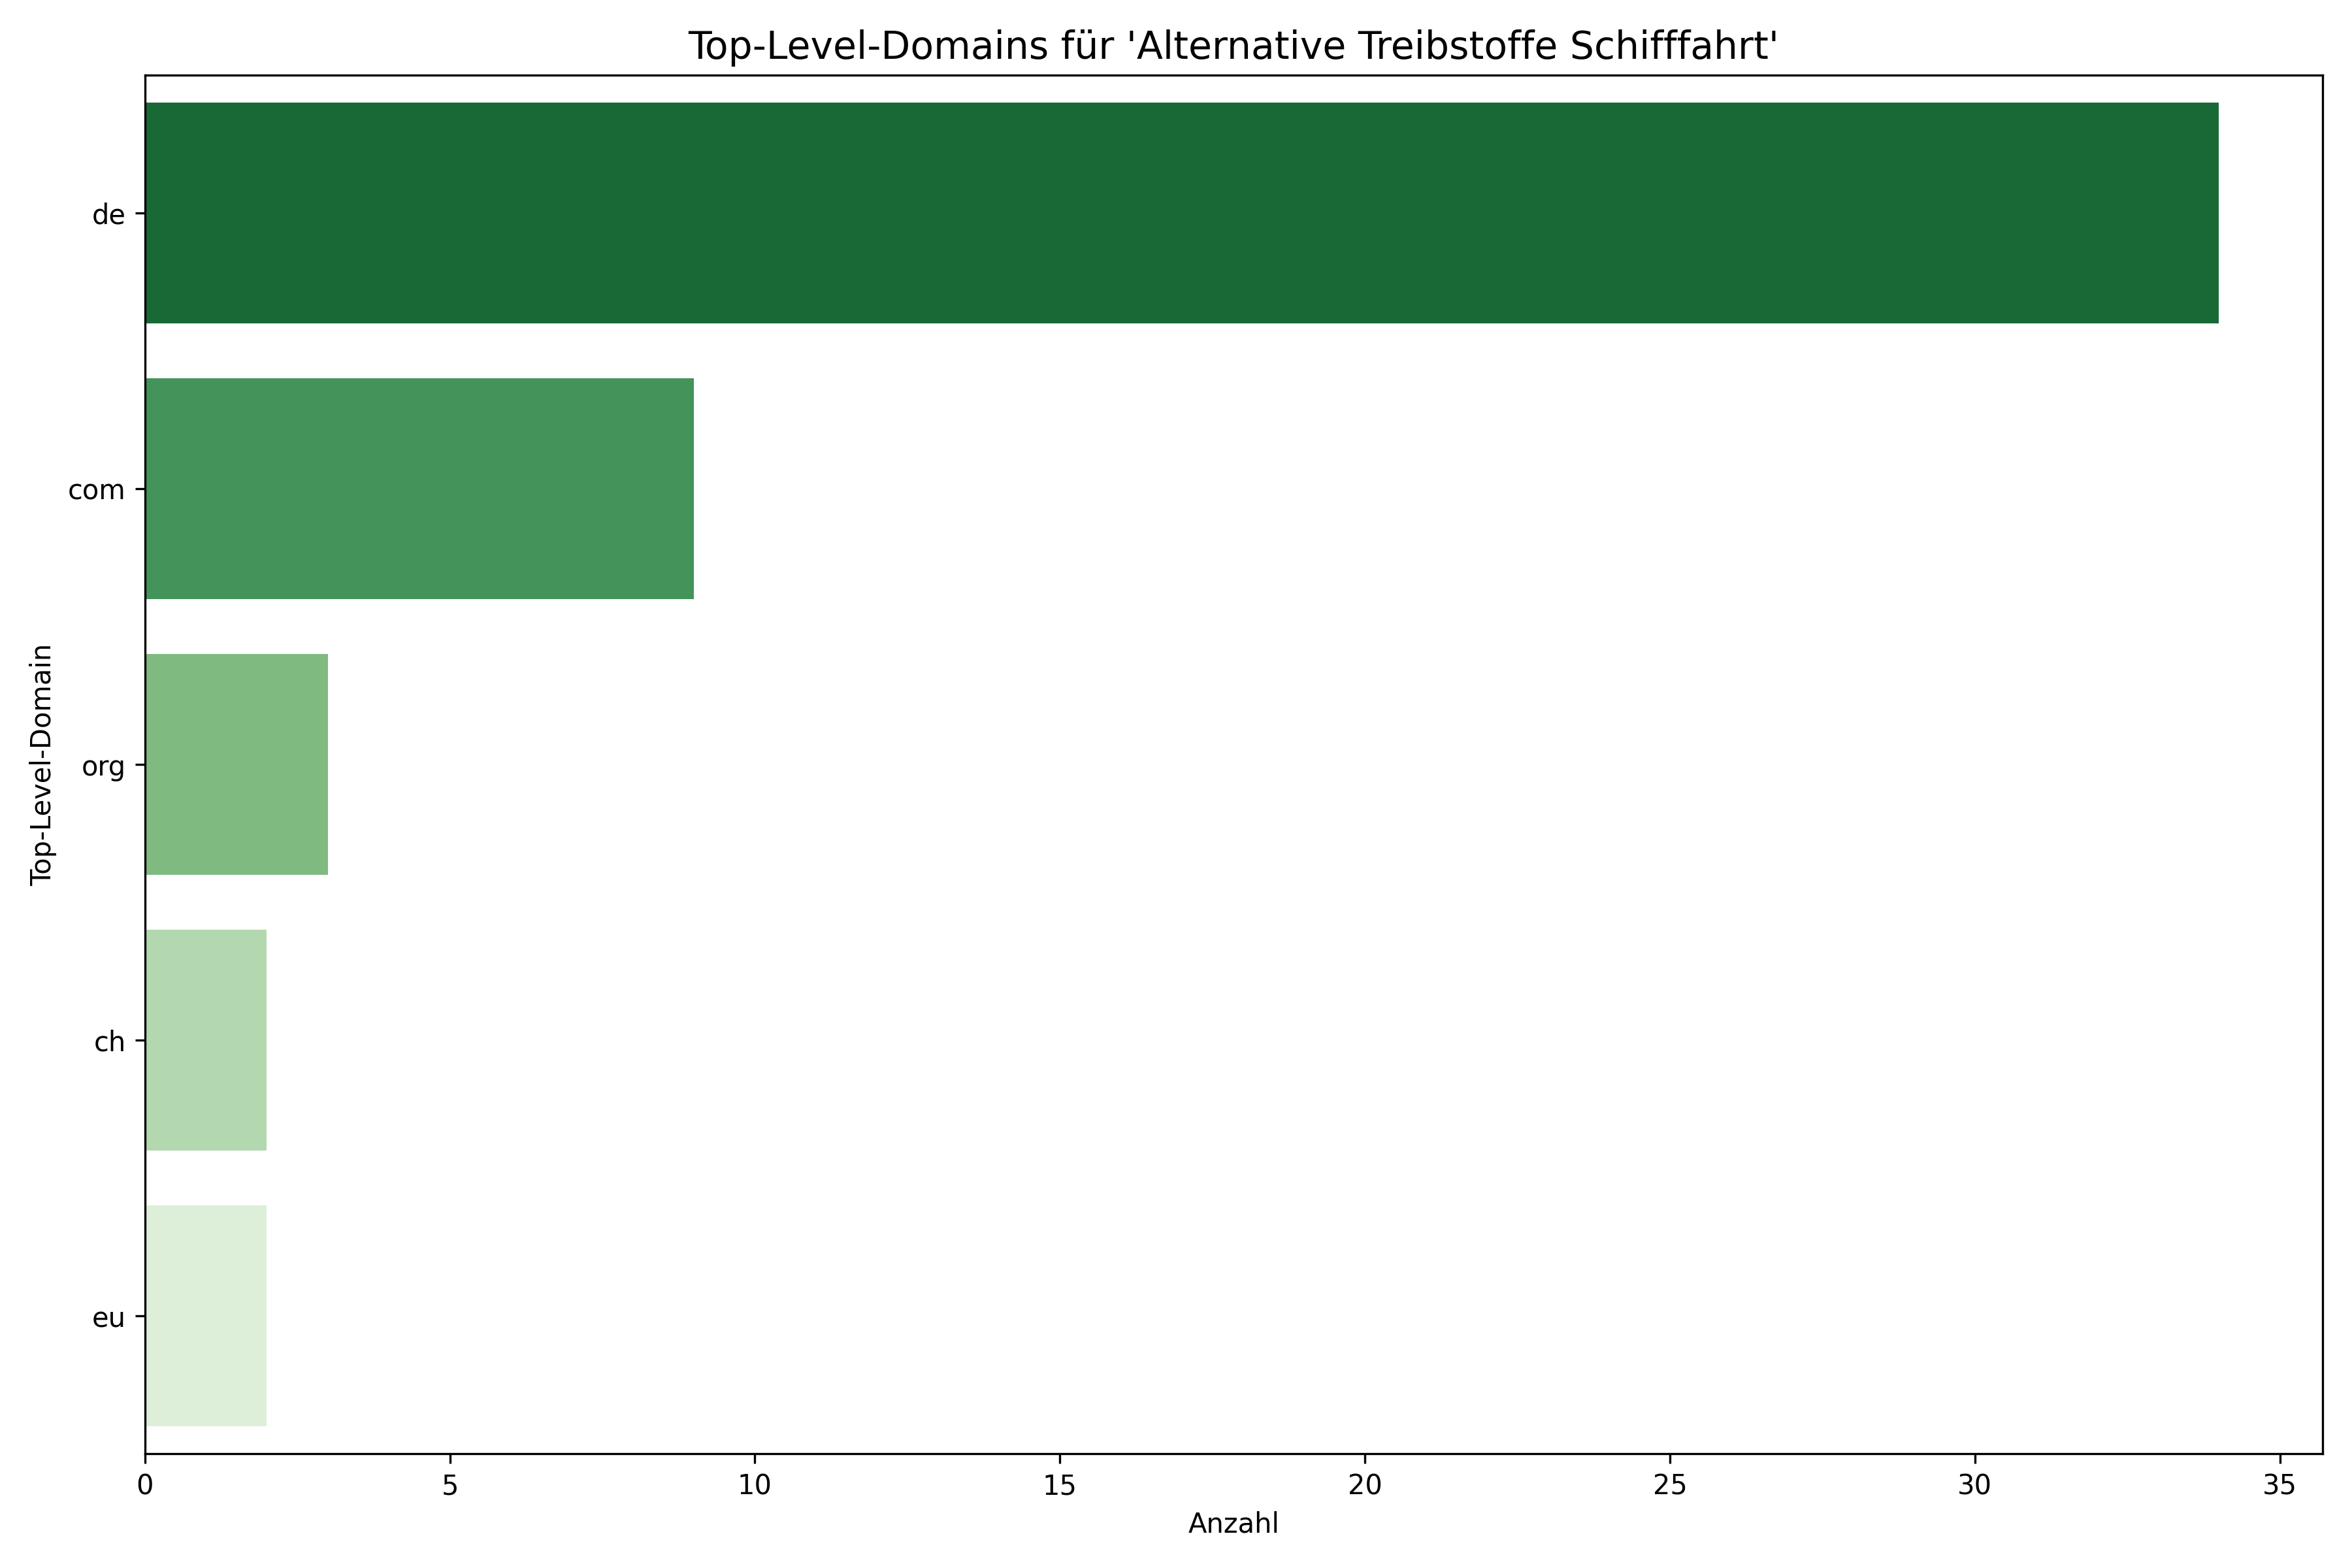 Top-Level-Domains für 'Alternative Treibstoffe Schifffahrt'
Top-Level-Domain
de
com
org
ch
eu
0 5 10 15 20 25 30 35
Anzahl